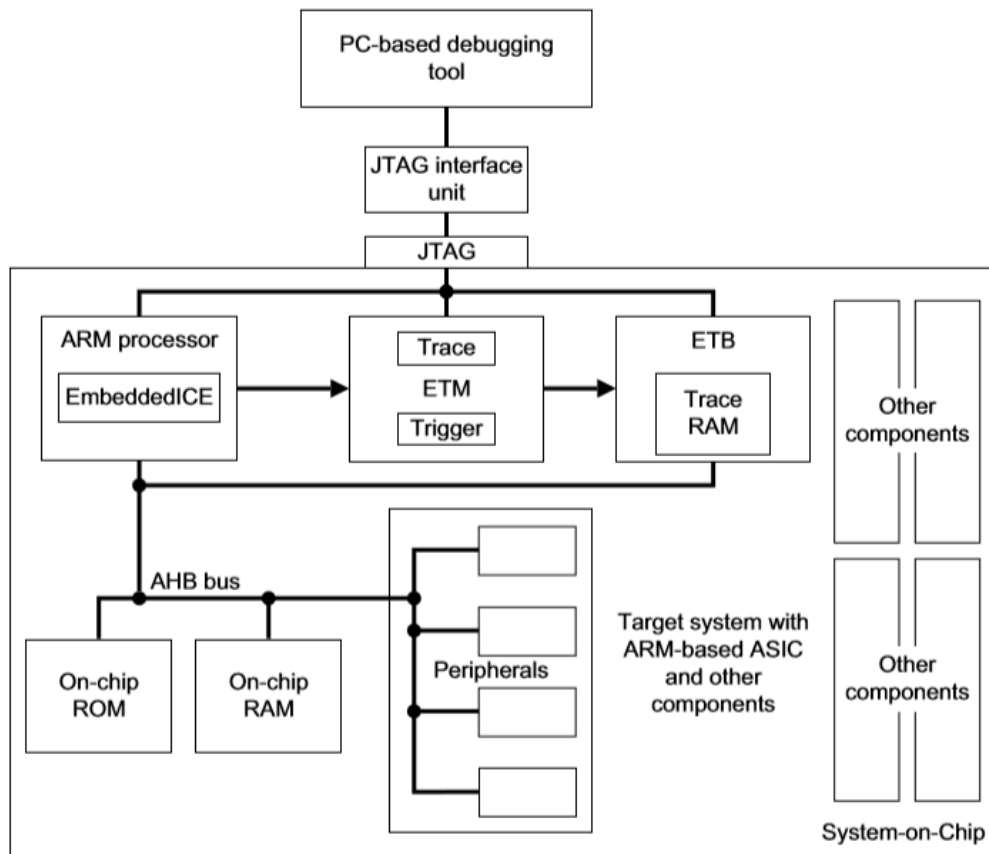 PC-based debugging
tool
JTAG interface
unit
JTAG
ARM processor
EmbeddedICE
Trace
ETM
Trigger
ETB
Trace
RAM
Other
components
AHB bus
On-chip
ROM
On-chip
RAM
Peripherals
Target system with
ARM-based ASIC
and other
components
Other
components
System-on-Chip